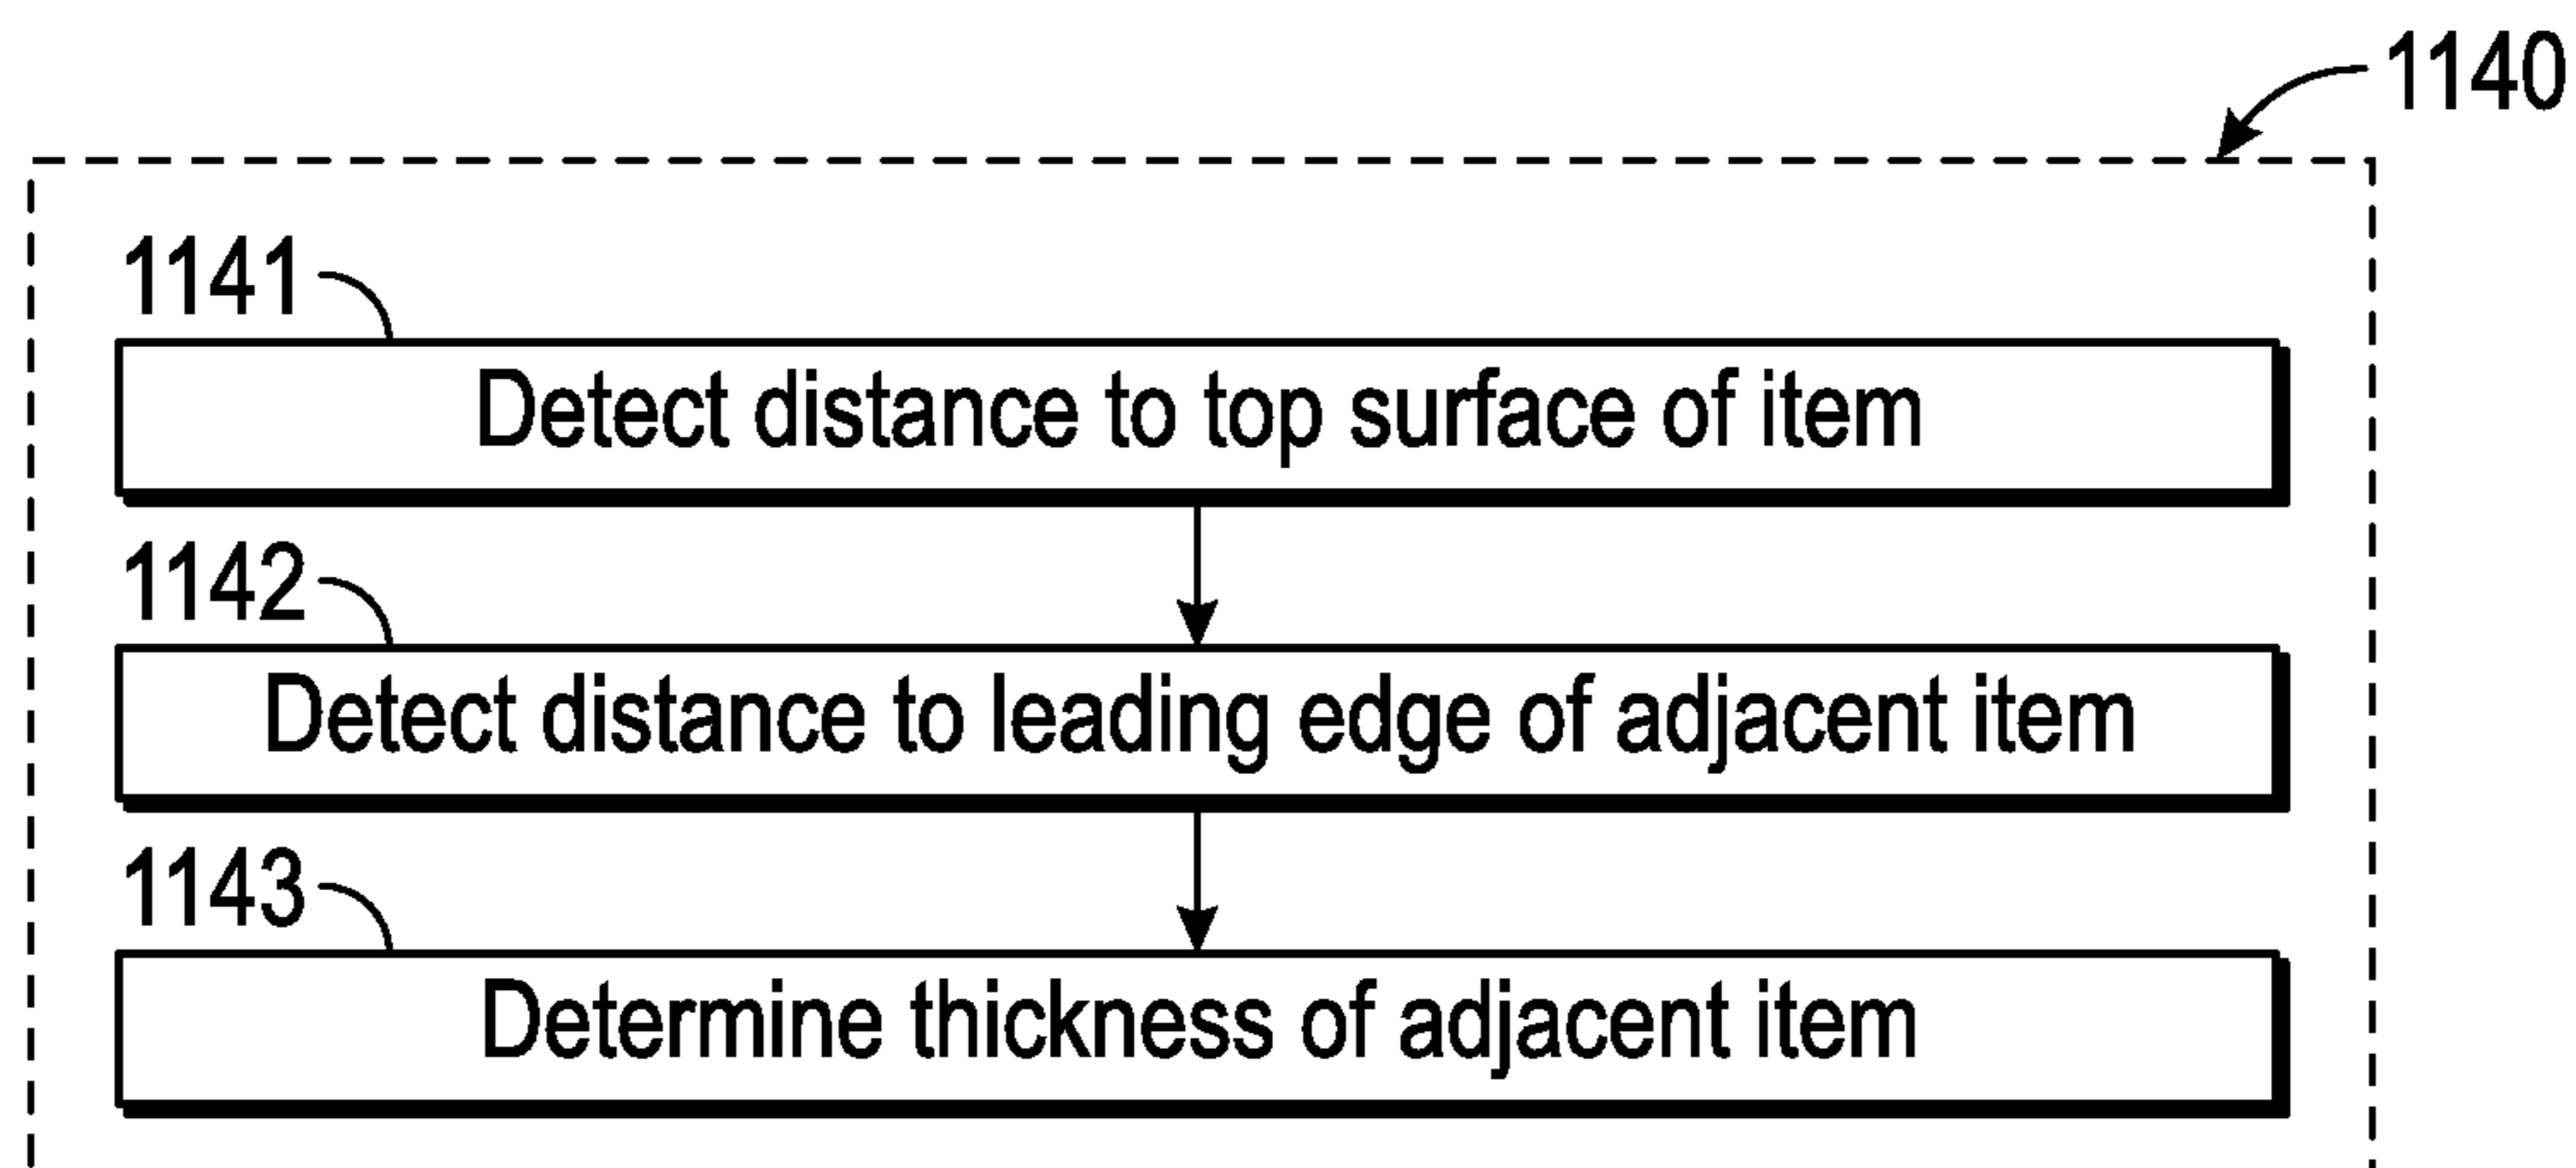 1140
1141
Detect distance to top surface of item
1142
Detect distance to leading edge of adjacent item
1143
Determine thickness of adjacent item